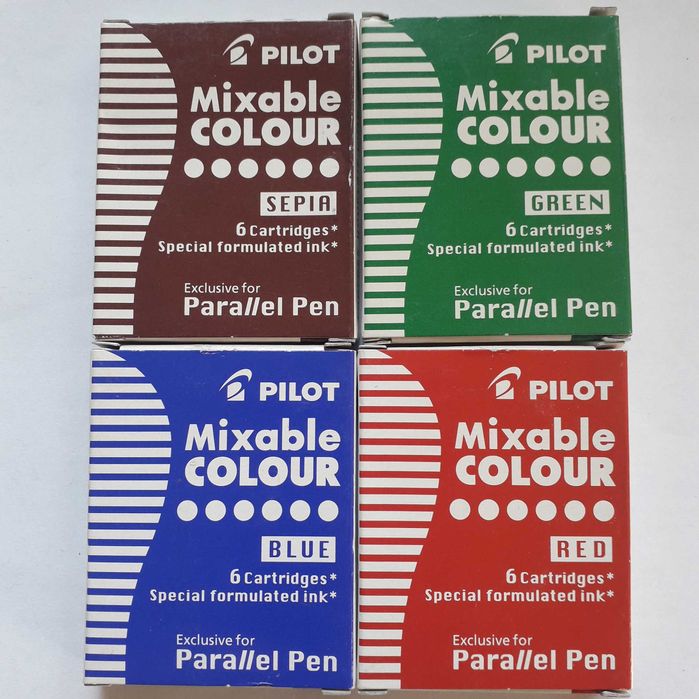 PILOT
Mixable
COLOUR
SEPIA
6 Cartridges*
Special formulated ink*
Exclusive for
Parallel Pen
PILOT
Mixable
COLOUR
GREEN
6 Cartridges*
Special formulated ink*
Exclusive for
Parallel Pen
PILOT
Mixable
COLOUR
BLUE
6 Cartridges*
Special formulated ink*
Exclusive for
Parallel Pen
PILOT
Mixable
COLOUR
RED
6 Cartridges*
Special formulated ink*
Exclusive for
Parallel Pen